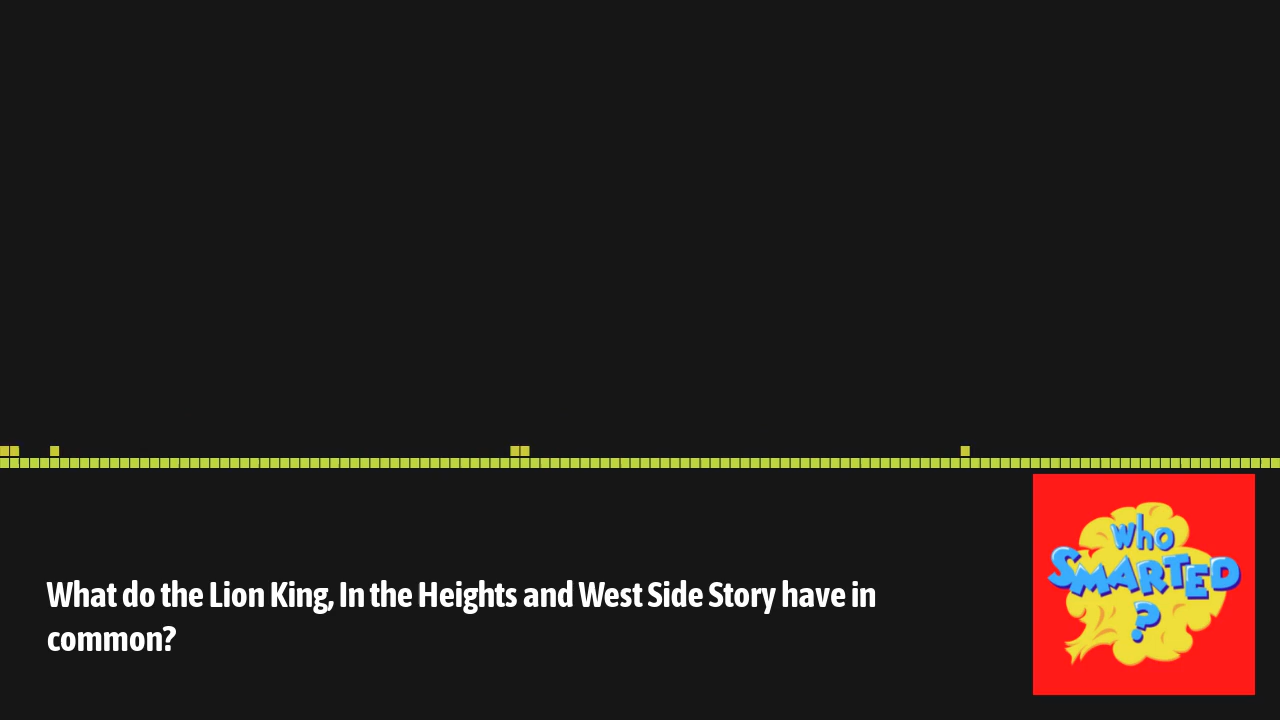 who
SMARTED
?
What do the Lion King, In the Heights and West Side Story have in
common?